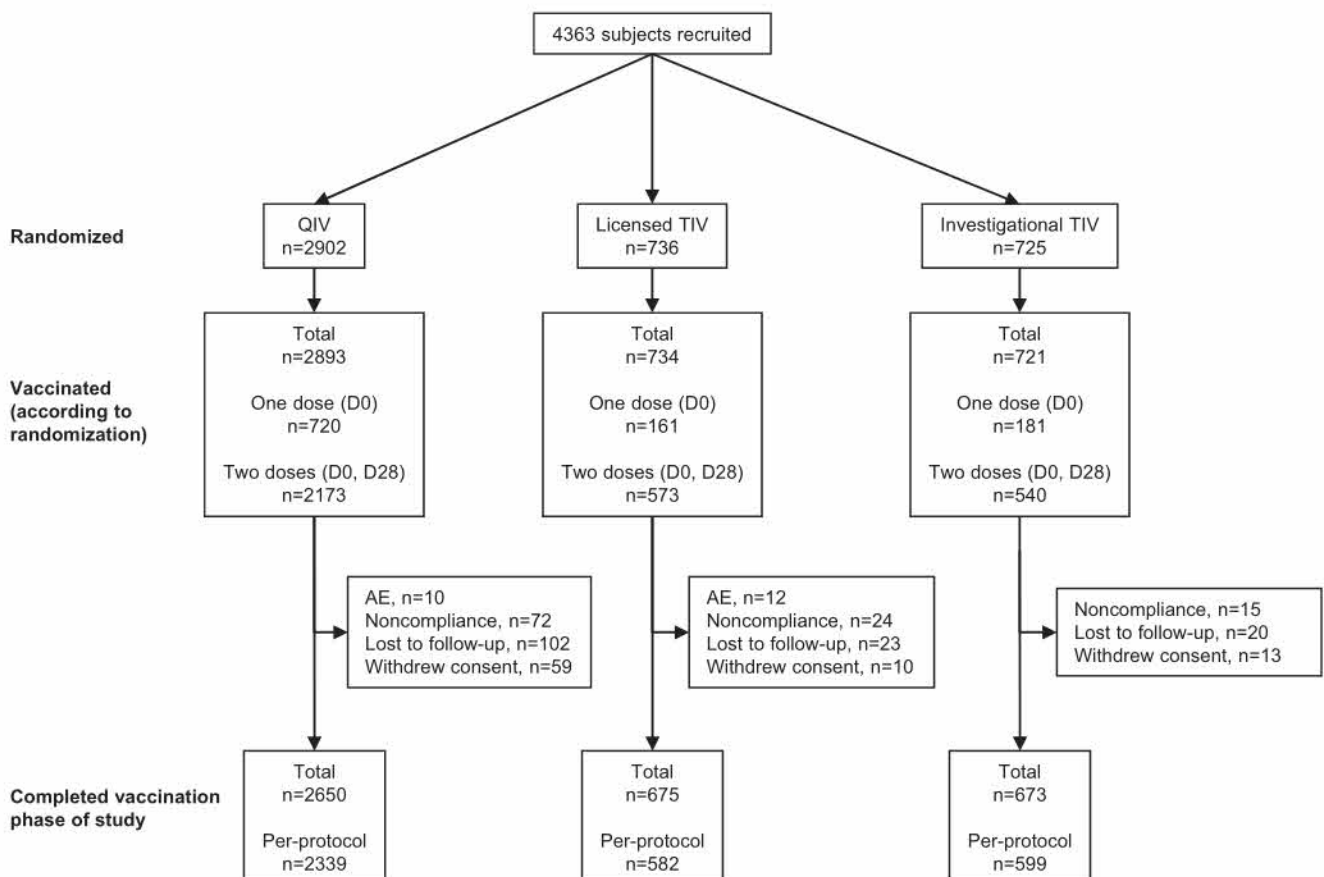 4363 subjects recruited
Randomized
QIV
n=2902
Licensed TIV
n=736
Investigational TIV
n=725
Vaccinated
(according to
randomization)
Total
n=2893
One dose (D0)
n=720
Two doses (D0, D28)
n=2173
Total
n=734
One dose (D0)
n=161
Two doses (D0, D28)
n=573
Total
n=721
One dose (D0)
n=181
Two doses (D0, D28)
n=540
AE, n=10
Noncompliance, n=72
Lost to follow-up, n=102
Withdrew consent, n=59
AE, n=12
Noncompliance, n=24
Lost to follow-up, n=23
Withdrew consent, n=10
Noncompliance, n=15
Lost to follow-up, n=20
Withdrew consent, n=13
Completed vaccination
phase of study
Total
n=2650
Per-protocol
n=2339
Total
n=675
Per-protocol
n=582
Total
n=673
Per-protocol
n=599